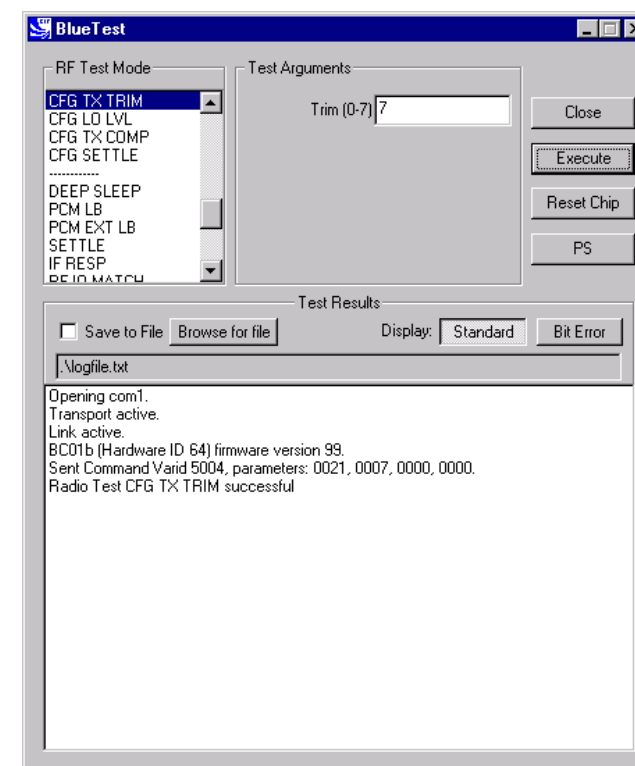 BlueTest
RF Test Mode
CFG TX TRIM
CFG LO LVL
CFG TX COMP
CFG SETTLE
------------
DEEP SLEEP
PCM LB
PCM EXT LB
SETTLE
IF RESP
RF IQ MATCH
Test Arguments
Trim (0-7) 7
Close
Execute
Reset Chip
PS
Test Results
Save to File Browse for file Display: Standard Bit Error
.\logfile.txt
Opening com1.
Transport active.
Link active.
BC01b (Hardware ID 64) firmware version 99.
Sent Command Varid 5004, parameters: 0021, 0007, 0000, 0000.
Radio Test CFG TX TRIM successful